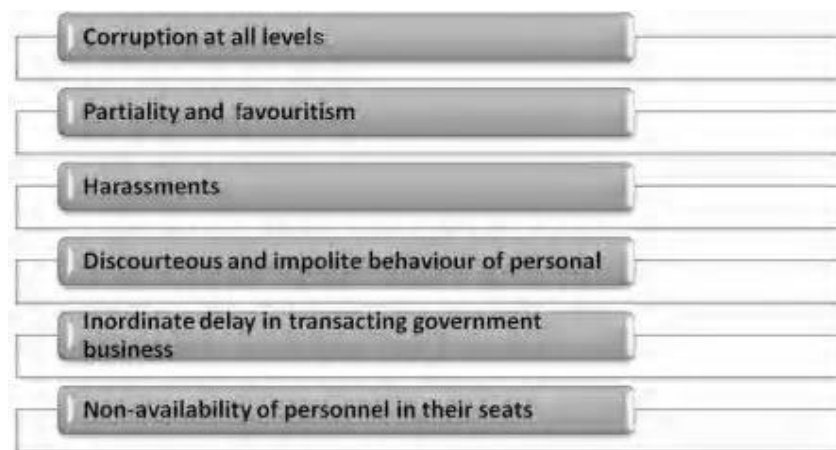 Corruption at all levels
Partiality and favouritism
Harassments
Discourteous and impolite behaviour of personal
Inordinate delay in transacting government
business
Non-availability of personnel in their seats